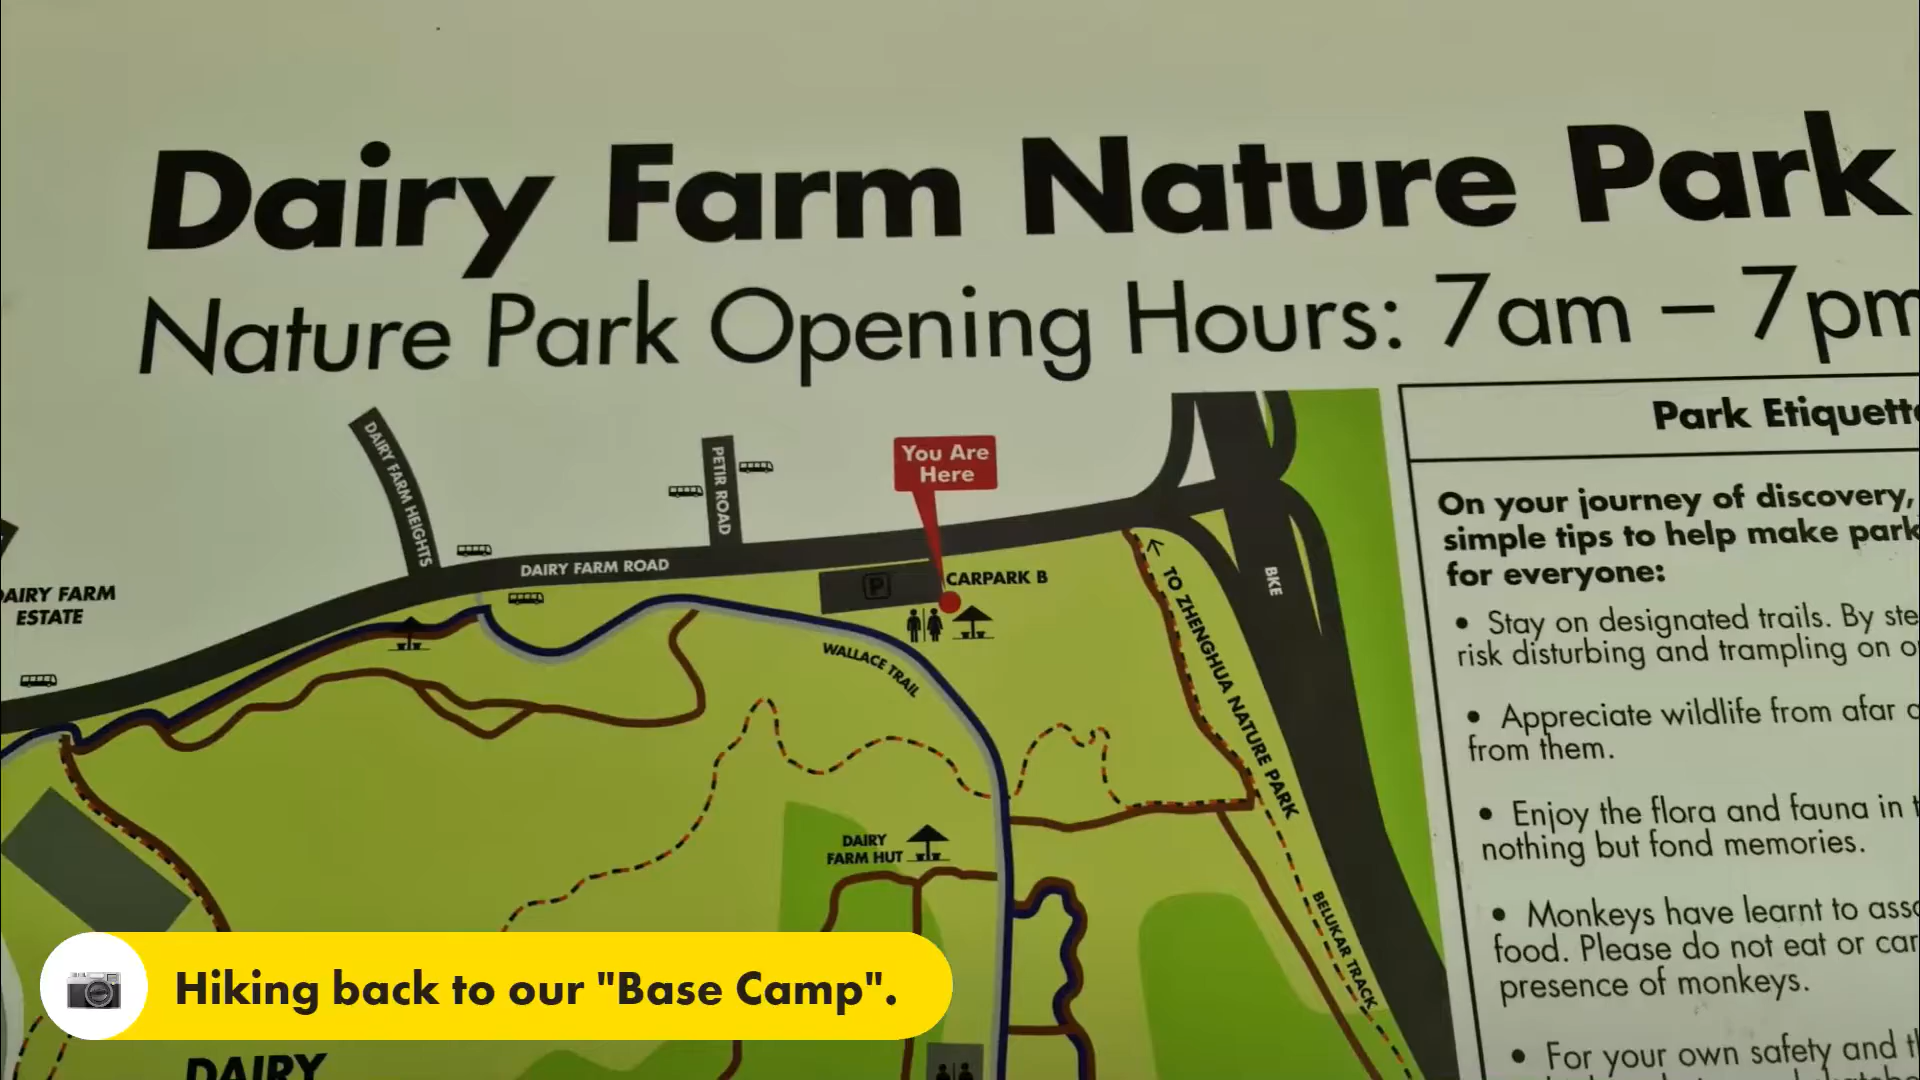 Dairy Farm Nature Park
Nature Park Opening Hours: 7am – 7pm
Park Etiquette
On your journey of discovery,
simple tips to help make park
for everyone:
• Stay on designated trails. By
risk disturbing and trampling on
• Appreciate wildlife from afar
from them.
• Enjoy the flora and fauna in
nothing but fond memories.
• Monkeys have learnt to
food. Please do not eat or
presence of monkeys.
• For your own safety and
You Are
Here
DAIRY FARM HEIGHTS
PETIR ROAD
DAIRY FARM ROAD
P
CARPARK B
BKE
TO ZHENGHUA NATURE PARK
DAIRY FARM
ESTATE
WALLACE TRAIL
DAIRY
FARM HUT
BELUKAR TRACK
DAIRY
Hiking back to our "Base Camp".